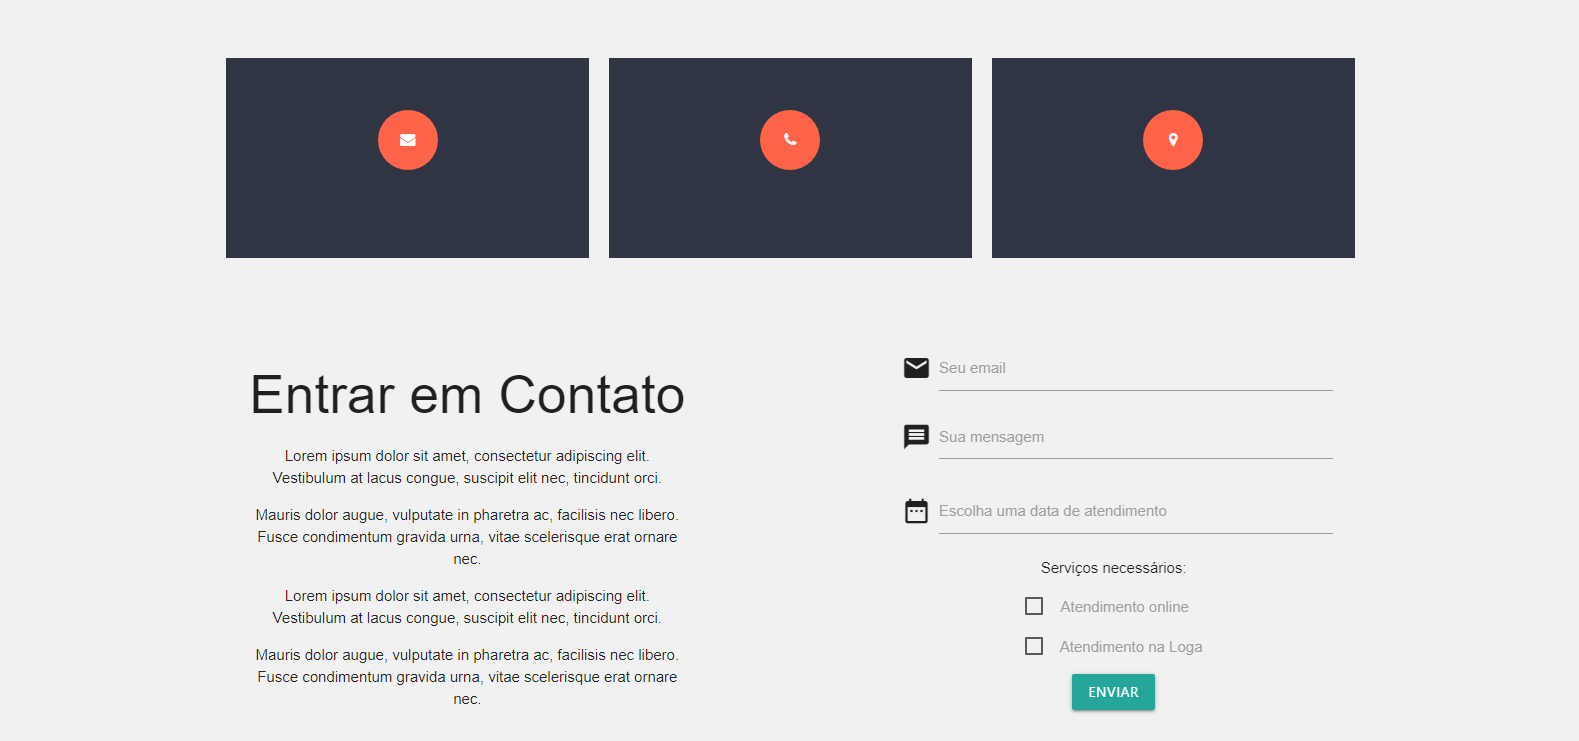 Entrar em Contato
Lorem ipsum dolor sit amet, consectetur adipiscing elit.
Vestibulum at lacus congue, suscipit elit nec, tincidunt orci.
Mauris dolor augue, vulputate in pharetra ac, facilisis nec libero.
Fusce condimentum gravida urna, vitae scelerisque erat ornare
nec.
Lorem ipsum dolor sit amet, consectetur adipiscing elit.
Vestibulum at lacus congue, suscipit elit nec, tincidunt orci.
Mauris dolor augue, vulputate in pharetra ac, facilisis nec libero.
Fusce condimentum gravida urna, vitae scelerisque erat ornare
nec.
Seu email
Sua mensagem
Escolha uma data de atendimento
Serviços necessários:
Atendimento online
Atendimento na Loga
ENVIAR